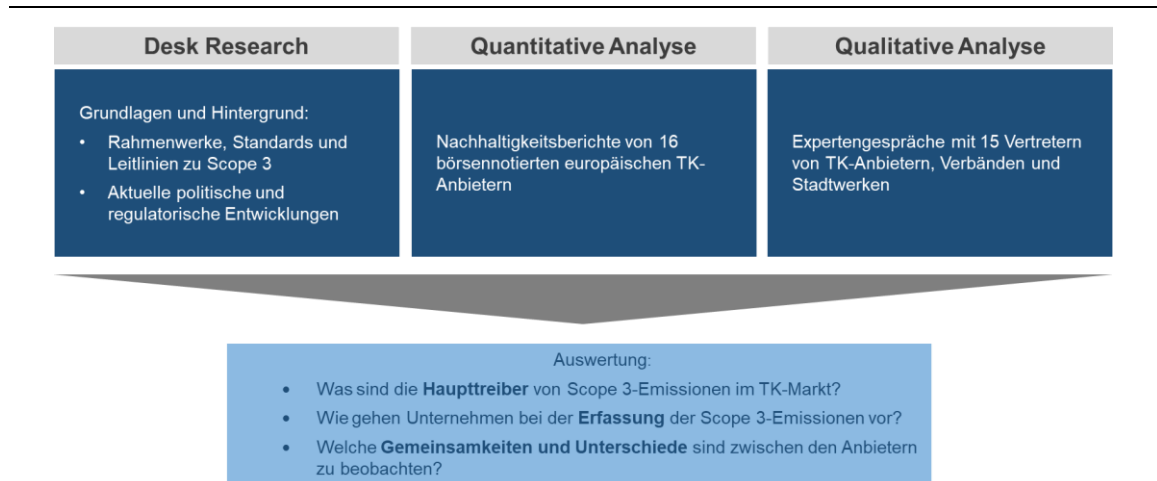 Desk Research
Grundlagen und Hintergrund:
• Rahmenwerke, Standards und
Leitlinien zu Scope 3
• Aktuelle politische und
regulatorische Entwicklungen
Quantitative Analyse
Nachhaltigkeitsberichte von 16
börsennotierten europäischen TK-
Anbietern
Qualitative Analyse
Expertengespräche mit 15 Vertretern
von TK-Anbietern, Verbänden und
Stadtwerken
Auswertung:
• Was sind die Haupttreiber von Scope 3-Emissionen im TK-Markt?
• Wie gehen Unternehmen bei der Erfassung der Scope 3-Emissionen vor?
• Welche Gemeinsamkeiten und Unterschiede sind zwischen den Anbietern
zu beobachten?